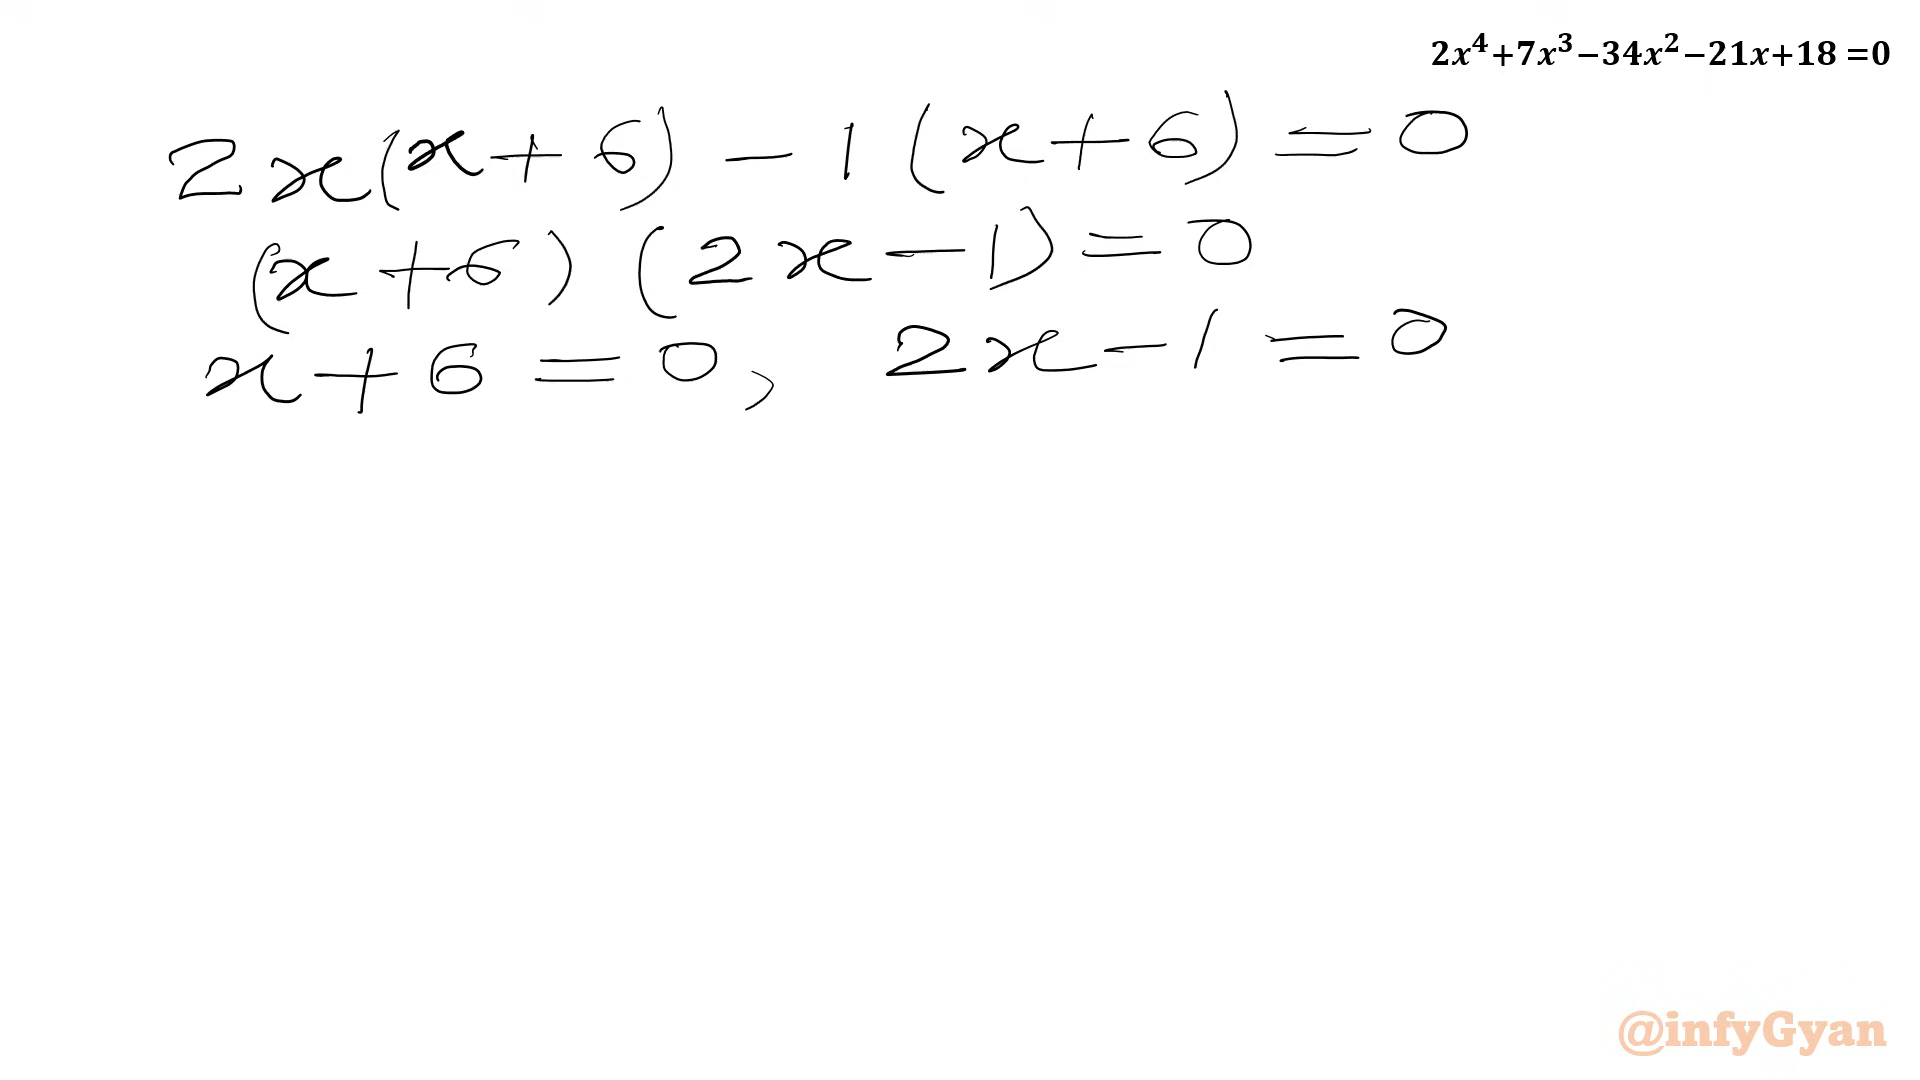 2x⁴+7x³−34x²−21x+18 =0
2x(x+6) − 1 (x+6) = 0
(x+6) (2x−1) = 0
x+6 = 0, 2x−1 = 0
@infyGyan